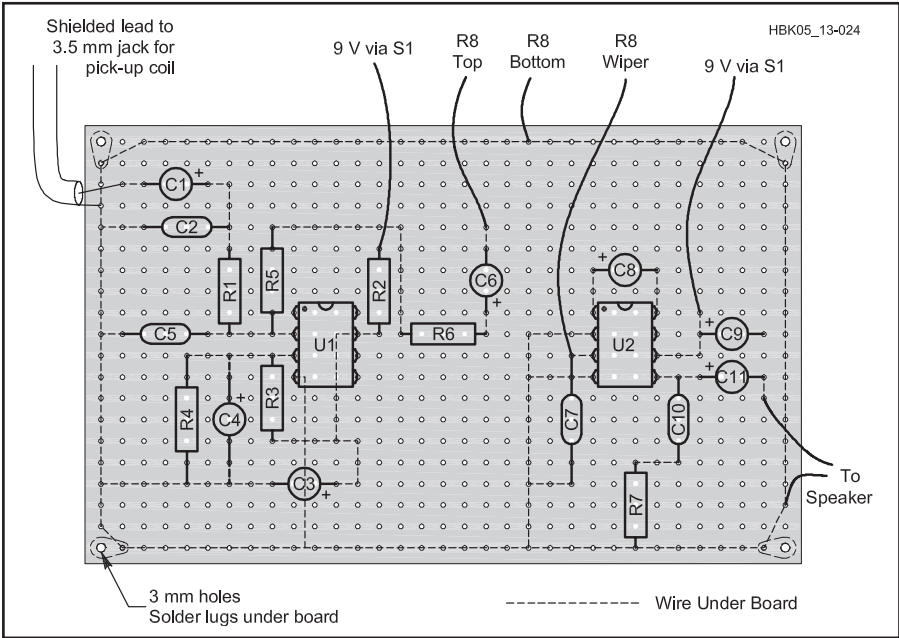 Shielded lead to
3.5 mm jack for
pick-up coil
9 V via S1
R8
Top
R8
Bottom
R8
Wiper
HBK05_13-024
9 V via S1
C1
+
C2
R1
R5
R2
C6
+
+
C8
C5
U1
R6
U2
+
C9
+
C11
R4
C4
+
R3
C7
C10
C3
+
R7
To
Speaker
3 mm holes
Solder lugs under board
Wire Under Board